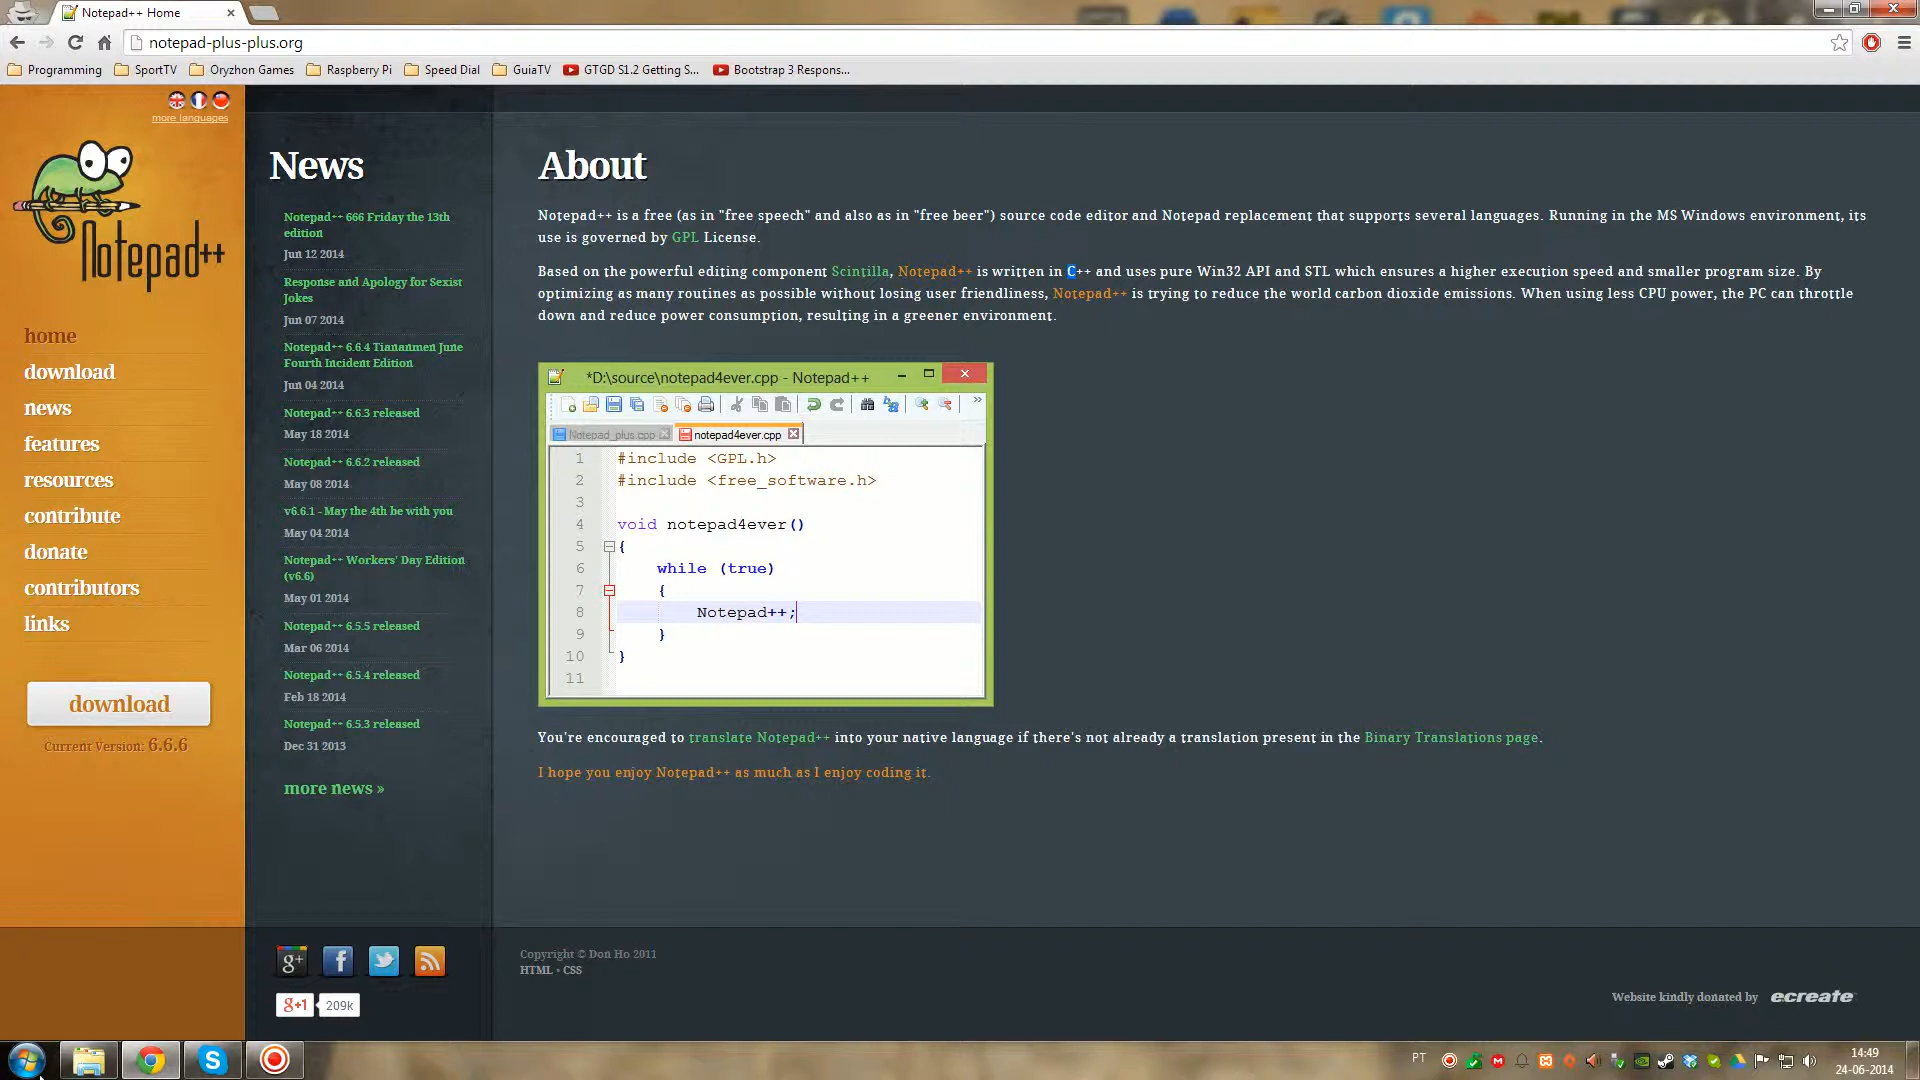 Notepad++ Home
notepad-plus-plus.org
Programming
SportTV
Oryzhon Games
Raspberry Pi
Speed Dial
GuiaTV
GTGD S1.2 Getting S...
Bootstrap 3 Respons...
more languages
Notepad++
home
download
news
features
resources
contribute
donate
contributors
links
download
Current Version: 6.6.6
News
Notepad++ 666 Friday the 13th
edition
Jun 12 2014
Response and Apology for Sexist
Jokes
Jun 07 2014
Notepad++ 6.6.4 Tiananmen June
Fourth Incident Edition
Jun 04 2014
Notepad++ 6.6.3 released
May 18 2014
Notepad++ 6.6.2 released
May 08 2014
v6.6.1 - May the 4th be with you
May 04 2014
Notepad++ Workers' Day Edition
(v6.6)
May 01 2014
Notepad++ 6.5.5 released
Mar 06 2014
Notepad++ 6.5.4 released
Feb 18 2014
Notepad++ 6.5.3 released
Dec 31 2013
more news »
About
Notepad++ is a free (as in "free speech" and also as in "free beer") source code editor and Notepad replacement that supports several languages. Running in the MS Windows environment, its
use is governed by GPL License.
Based on the powerful editing component Scintilla, Notepad++ is written in C++ and uses pure Win32 API and STL which ensures a higher execution speed and smaller program size. By
optimizing as many routines as possible without losing user friendliness, Notepad++ is trying to reduce the world carbon dioxide emissions. When using less CPU power, the PC can throttle
down and reduce power consumption, resulting in a greener environment.
*D:\source\notepad4ever.cpp - Notepad++
Notepad_plus.cpp
notepad4ever.cpp
1 #include <GPL.h>
2 #include <free_software.h>
3
4 void notepad4ever()
5 {
6 while (true)
7 {
8 Notepad++;
9 }
10 }
11
You're encouraged to translate Notepad++ into your native language if there's not already a translation present in the Binary Translations page.
I hope you enjoy Notepad++ as much as I enjoy coding it.
g+1
209k
Copyright © Don Ho 2011
HTML • CSS
Website kindly donated by ecreate
PT
14:49
24-06-2014